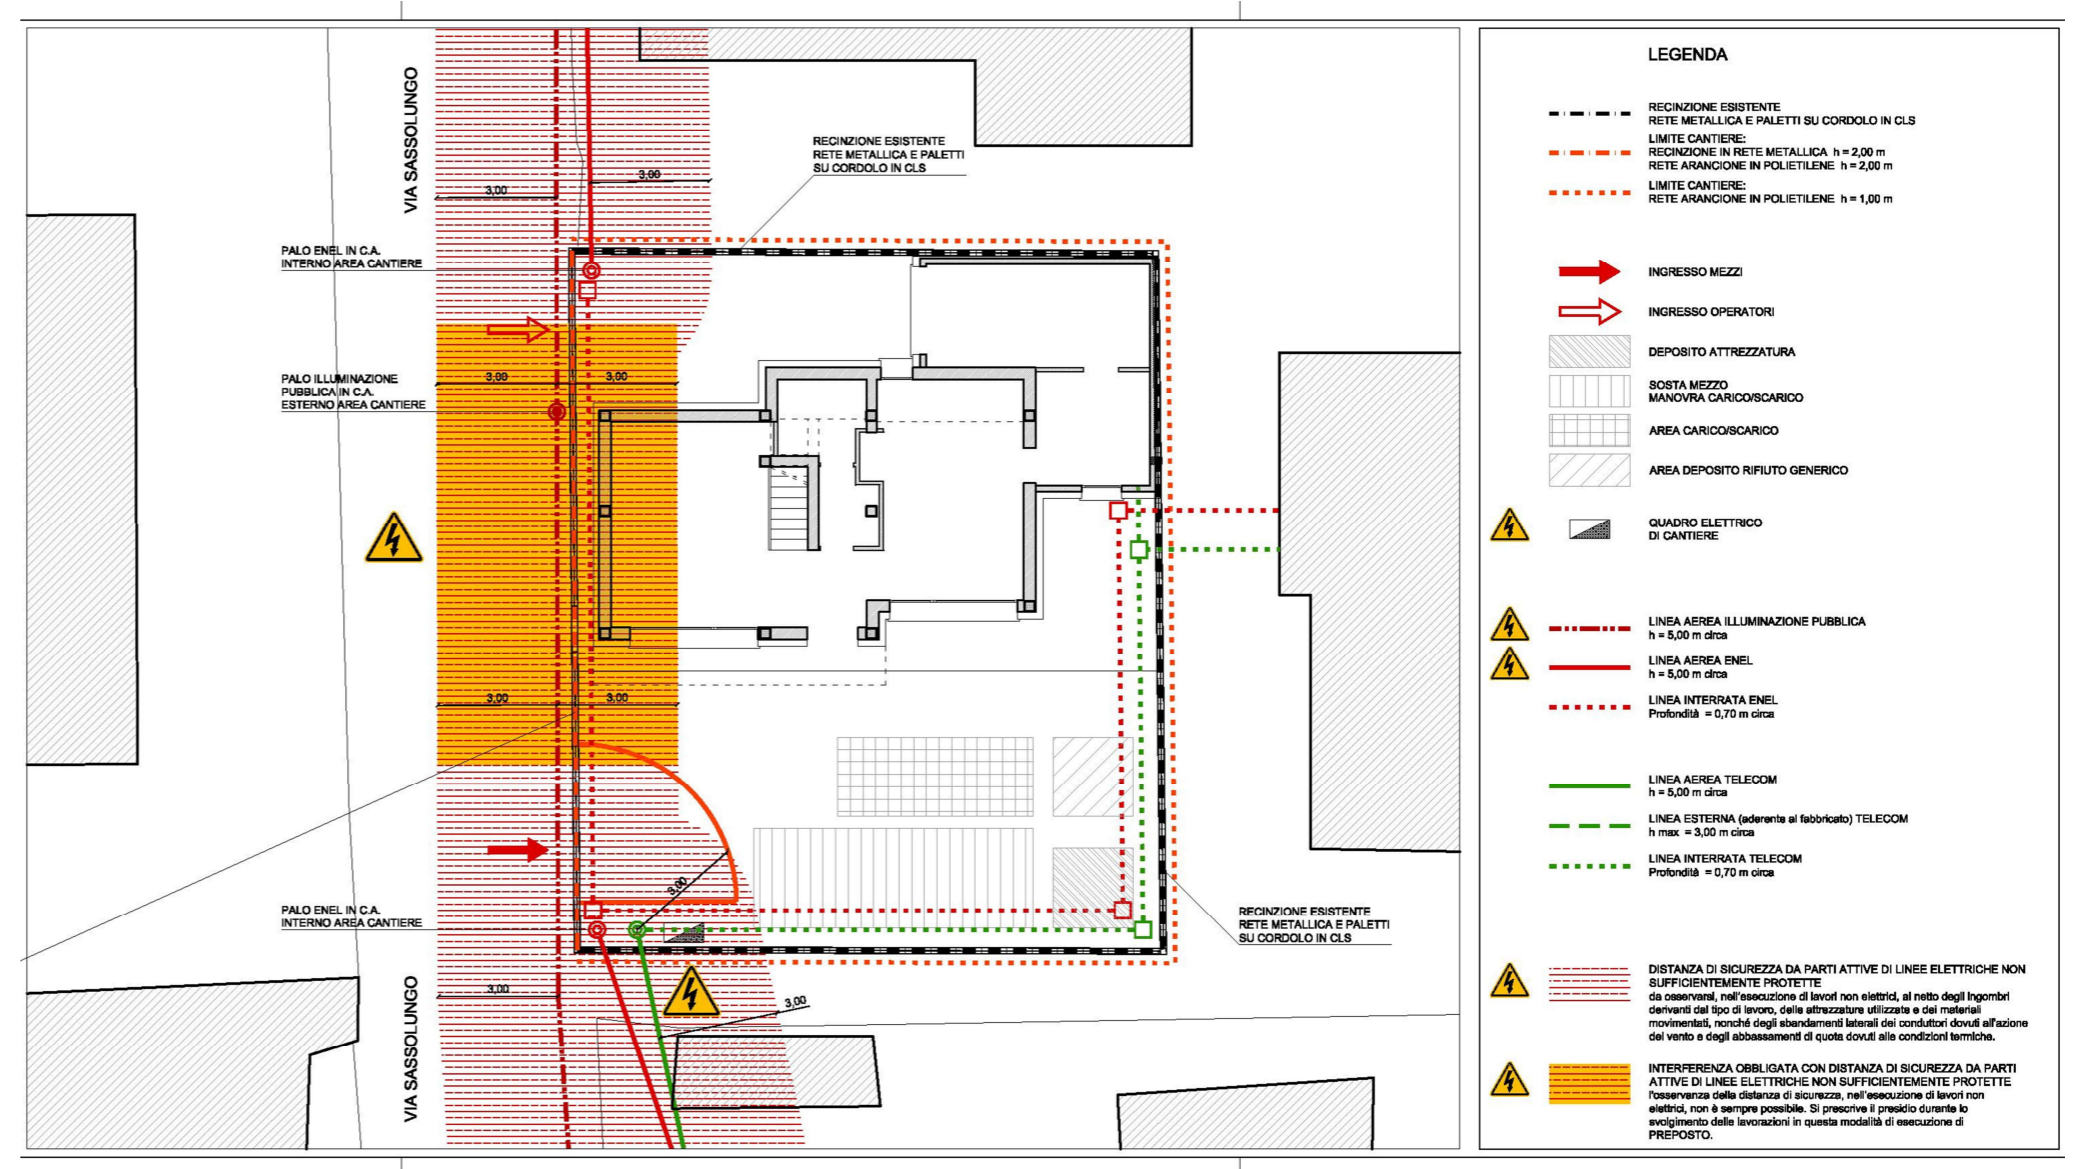 VIA SASSOLUNGO
3,00
3,00
RECINZIONE ESISTENTE
RETE METALLICA E PALETTI
SU CORDOLO IN CLS
PALO ENEL IN C.A.
INTERNO AREA CANTIERE
PALO ILLUMINAZIONE
PUBBLICA IN C.A.
ESTERNO AREA CANTIERE
3,00
3,00
3,00
3,00
3,00
PALO ENEL IN C.A.
INTERNO AREA CANTIERE
RECINZIONE ESISTENTE
RETE METALLICA E PALETTI
SU CORDOLO IN CLS
3,00
3,00
VIA SASSOLUNGO
LEGENDA
RECINZIONE ESISTENTE
RETE METALLICA E PALETTI SU CORDOLO IN CLS
LIMITE CANTIERE:
RECINZIONE IN RETE METALLICA h = 2,00 m
RETE ARANCIONE IN POLIETILENE h = 2,00 m
LIMITE CANTIERE:
RETE ARANCIONE IN POLIETILENE h = 1,00 m
INGRESSO MEZZI
INGRESSO OPERATORI
DEPOSITO ATTREZZATURA
SOSTA MEZZO
MANOVRA CARICO/SCARICO
AREA CARICO/SCARICO
AREA DEPOSITO RIFIUTO GENERICO
QUADRO ELETTRICO
DI CANTIERE
LINEA AEREA ILLUMINAZIONE PUBBLICA
h = 5,00 m circa
LINEA AEREA ENEL
h = 5,00 m circa
LINEA INTERRATA ENEL
Profondità = 0,70 m circa
LINEA AEREA TELECOM
h = 5,00 m circa
LINEA ESTERNA (aderente al fabbricato) TELECOM
h max = 3,00 m circa
LINEA INTERRATA TELECOM
Profondità = 0,70 m circa
DISTANZA DI SICUREZZA DA PARTI ATTIVE DI LINEE ELETTRICHE NON
SUFFICIENTEMENTE PROTETTE
da osservarsi, nell'esecuzione di lavori non elettrici, al netto degli ingombri
derivanti dal tipo di lavoro, delle attrezzature utilizzate e dei materiali
movimentati, nonché degli sbandamenti laterali dei conduttori dovuti all'azione
del vento e degli abbassamenti di quota dovuti alle condizioni termiche.
INTERFERENZA OBBLIGATA CON DISTANZA DI SICUREZZA DA PARTI
ATTIVE DI LINEE ELETTRICHE NON SUFFICIENTEMENTE PROTETTE
l'osservanza della distanza di sicurezza, nell'esecuzione di lavori non
elettrici, non è sempre possibile. Si prescrive il presidio durante lo
svolgimento delle lavorazioni in questa modalità di esecuzione di
PREPOSTO.